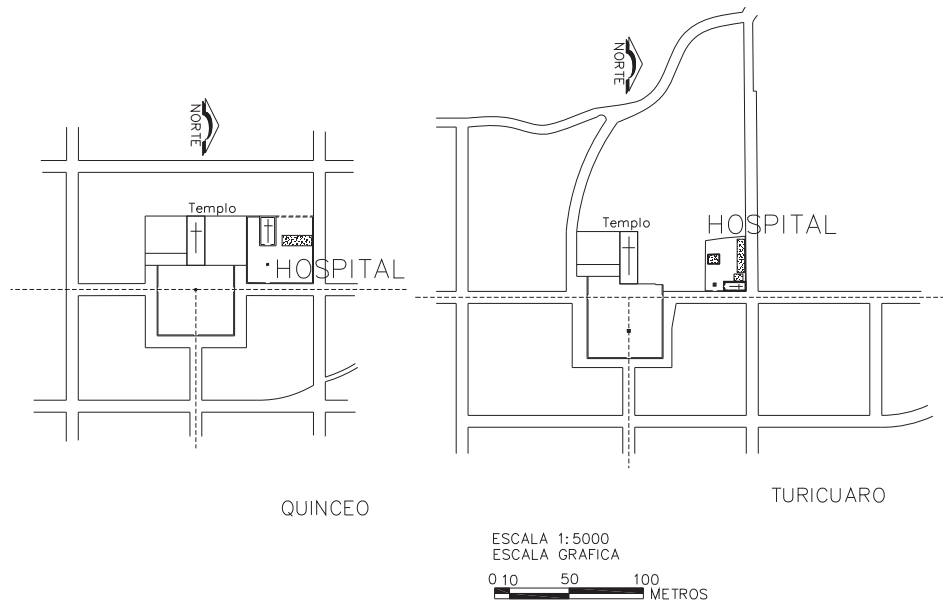 NORTE
Templo
HOSPITAL
QUINCEO
NORTE
Templo
HOSPITAL
TURICUARO
ESCALA 1:5000
ESCALA GRAFICA
0 10 50 100
METROS